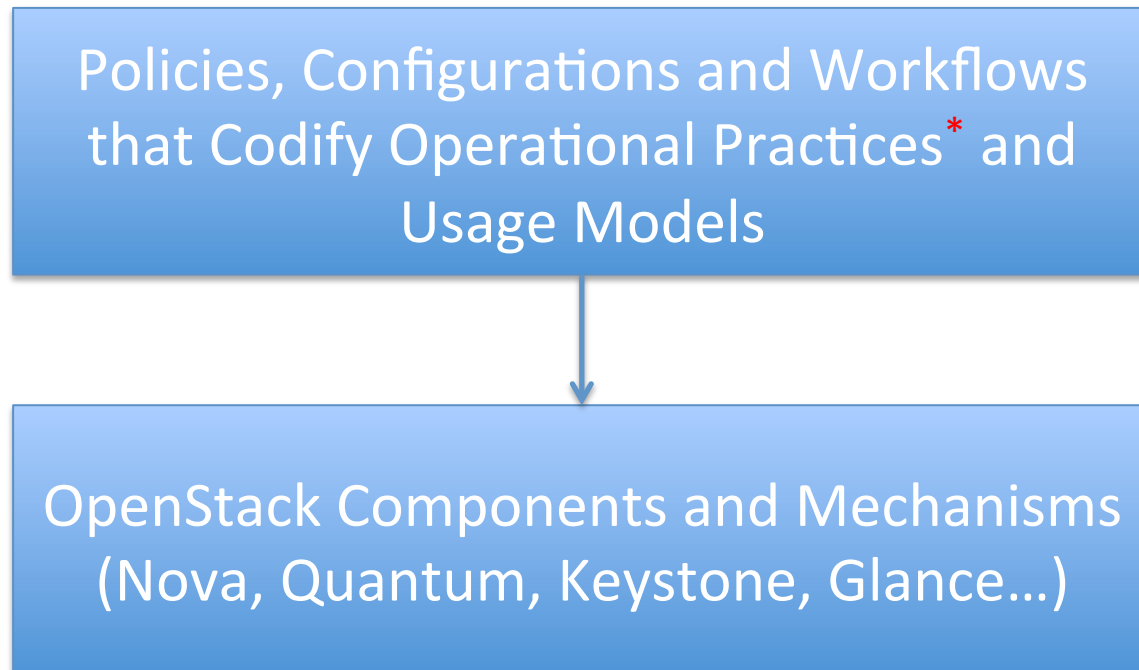 Policies, Configurations and Workflows
that Codify Operational Practices* and
Usage Models
OpenStack Components and Mechanisms
(Nova, Quantum, Keystone, Glance…)